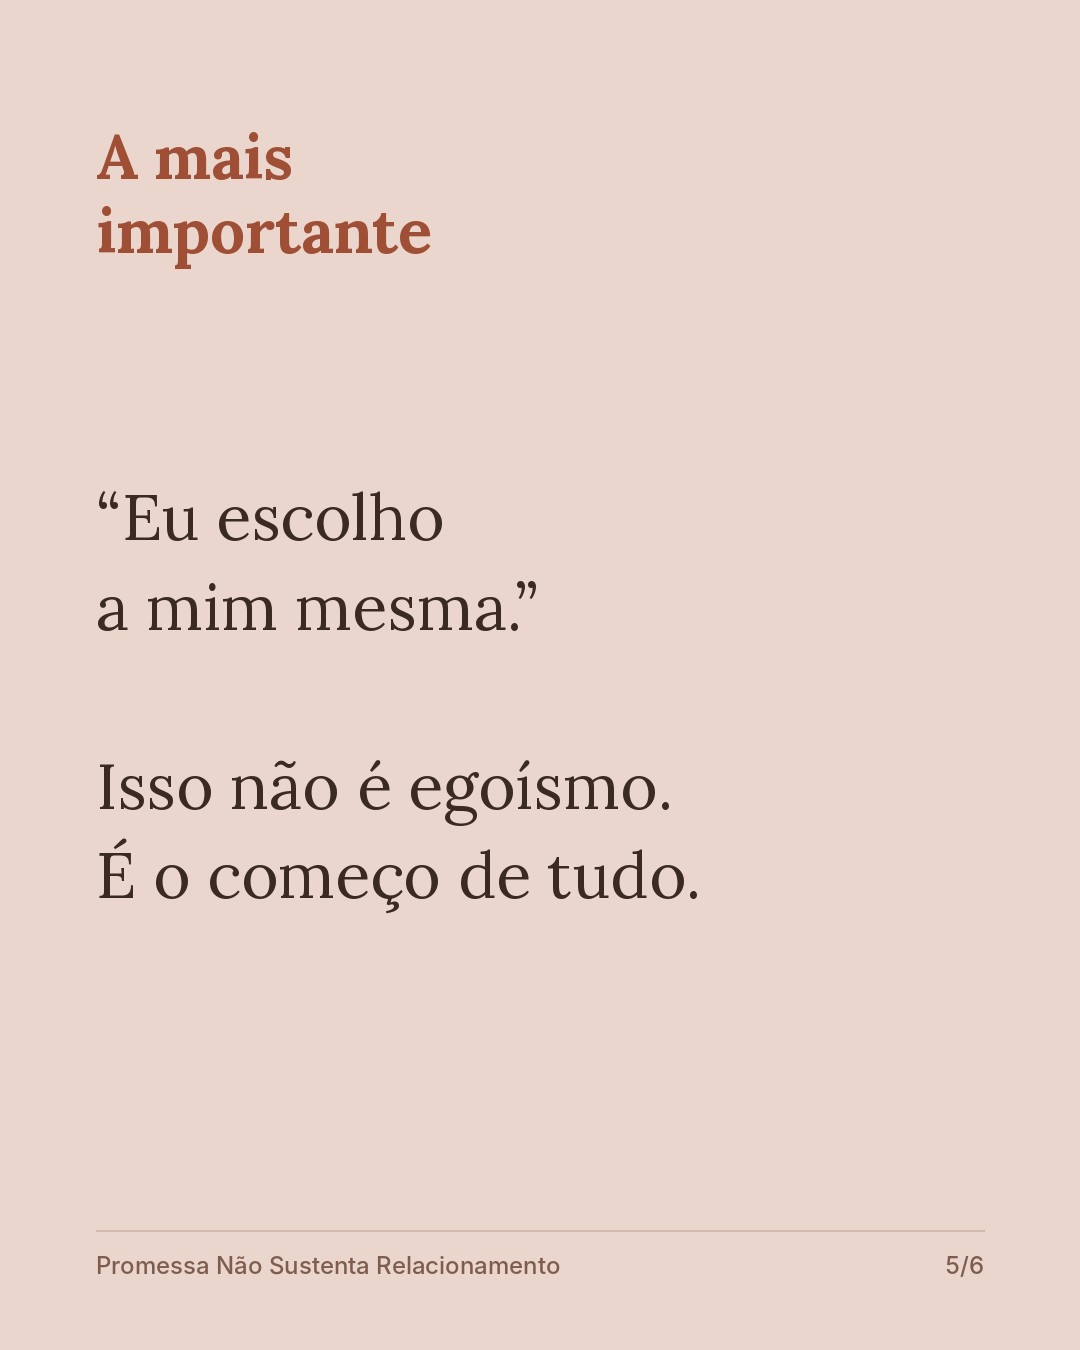 A mais
importante
“Eu escolho
a mim mesma.”
Isso não é egoísmo.
É o começo de tudo.
Promessa Não Sustenta Relacionamento
5/6